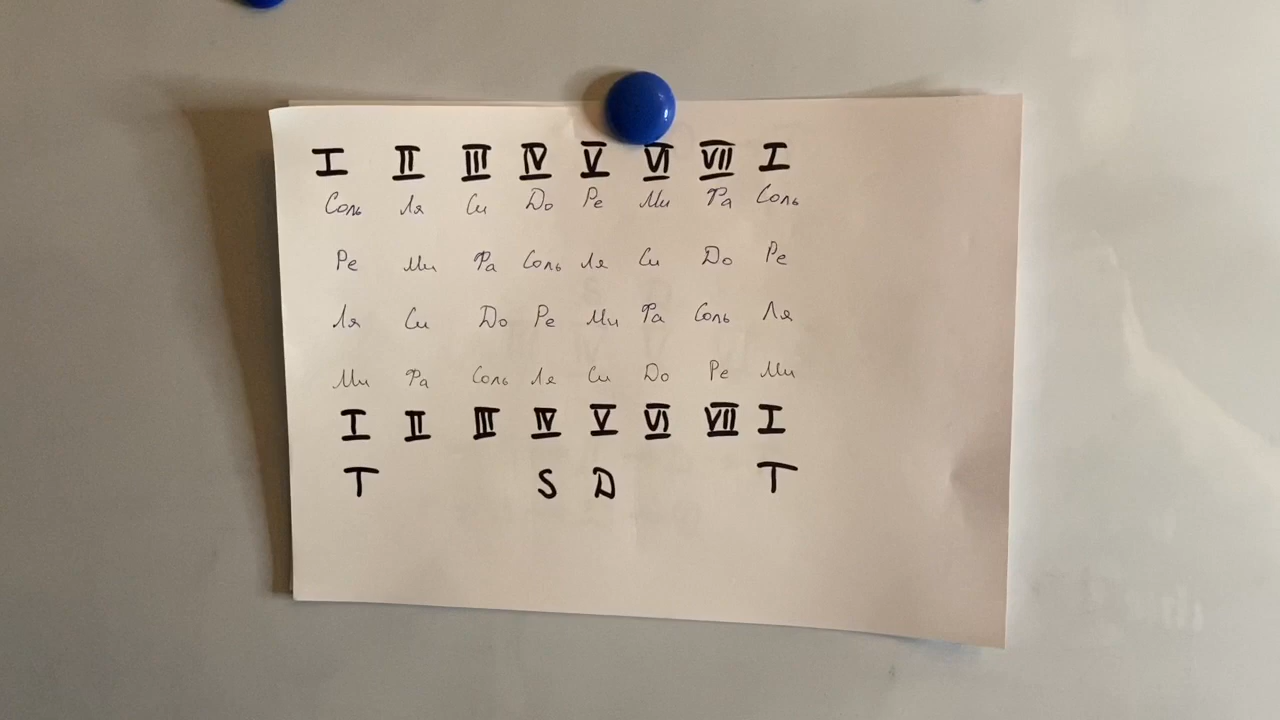 I II III IV V VI VII I
Соль Ля Си До Ре Ми Фа Соль
Ре Ми Фа Соль Ля Си До Ре
Ля Си До Ре Ми Фа Соль Ля
Ми Фа Соль Ля Си До Ре Ми
I II III IV V VI VII I
T S D T